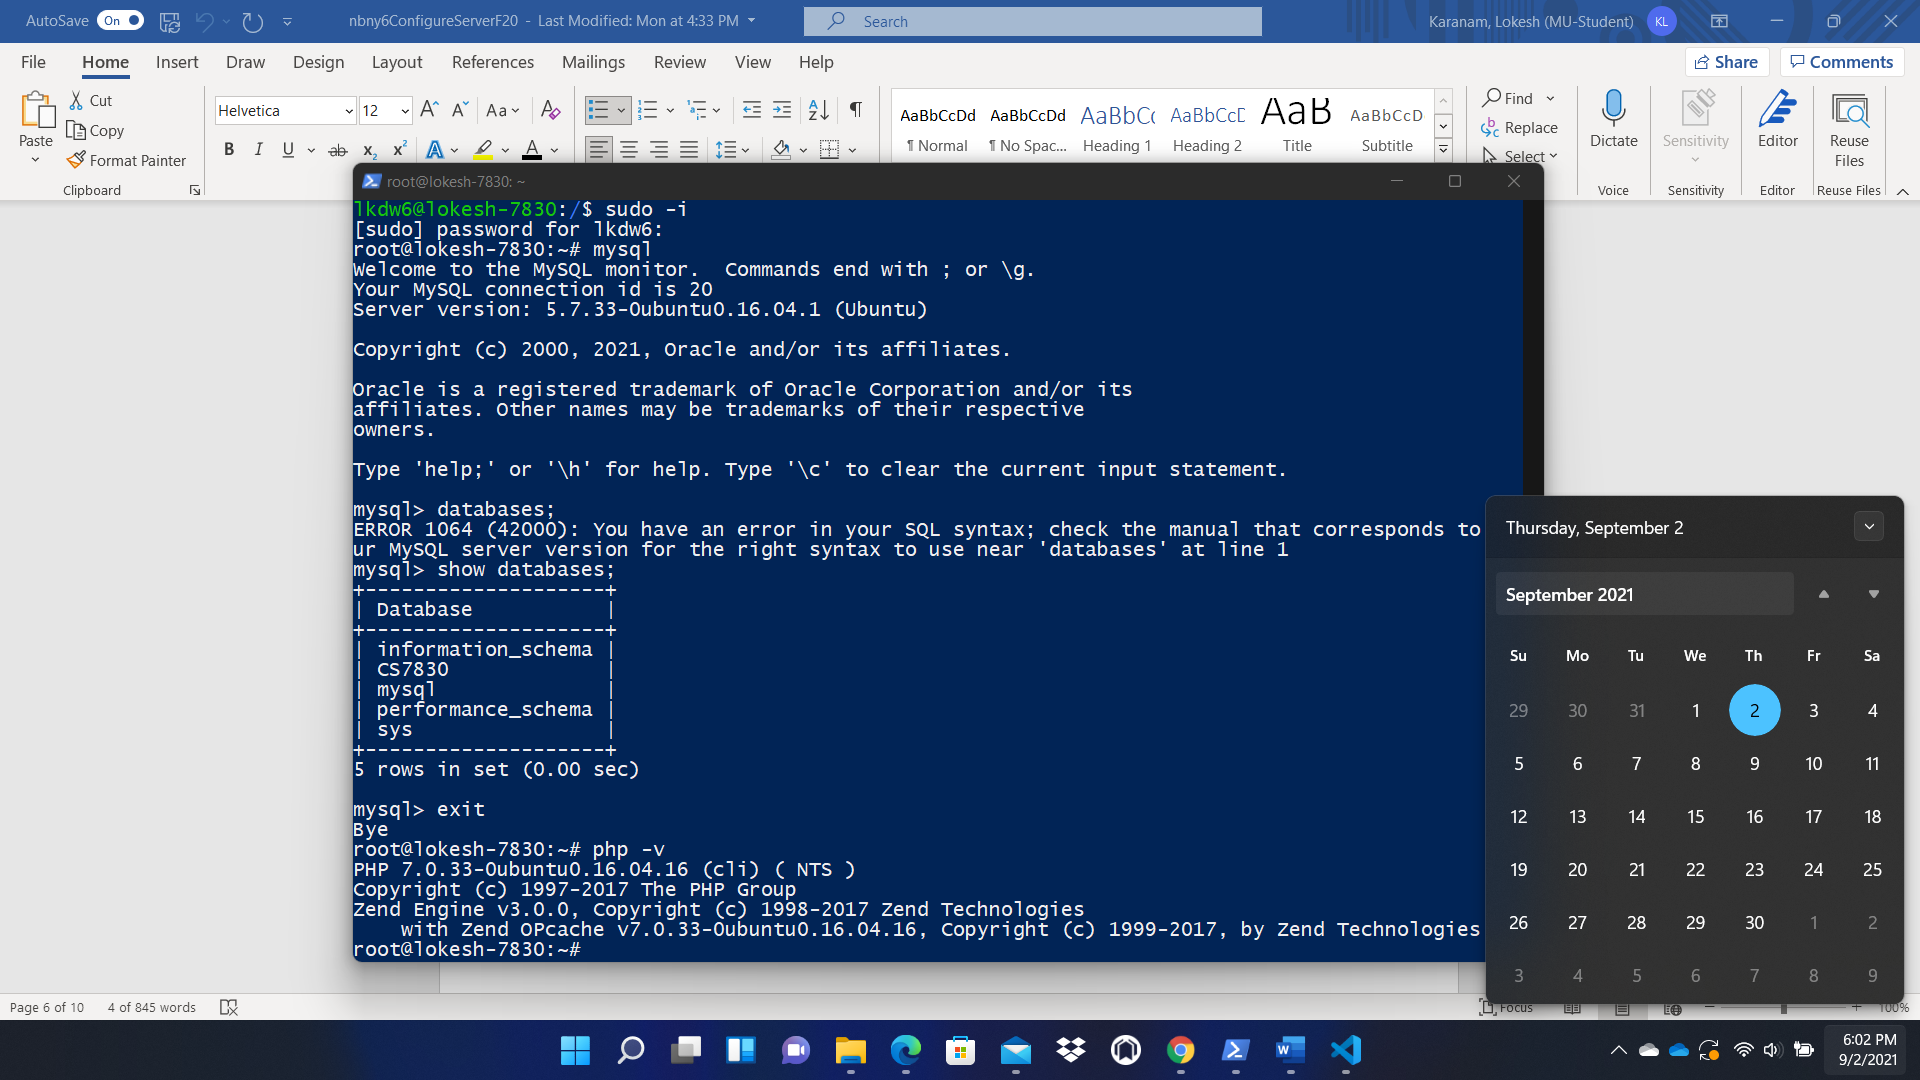 AutoSave On nbny6ConfigureServerF20 - Last Modified: Mon at 4:33 PM Search Karanam, Lokesh (MU-Student) KL
File Home Insert Draw Design Layout References Mailings Review View Help Share Comments
Paste Cut Copy Format Painter Clipboard
Helvetica 12 Aa
B I U ab x₂ x² A A
AaBbCcDd AaBbCcDd AaBbCc AaBbCcD AaB AaBbCcD
¶ Normal ¶ No Spac... Heading 1 Heading 2 Title Subtitle
Find Replace Select
Dictate Sensitivity Editor Reuse Files
Voice Sensitivity Editor Reuse Files
root@lokesh-7830: ~
lkdw6@lokesh-7830:/$ sudo -i
[sudo] password for lkdw6:
root@lokesh-7830:~# mysql
Welcome to the MySQL monitor.  Commands end with ; or \g.
Your MySQL connection id is 20
Server version: 5.7.33-0ubuntu0.16.04.1 (Ubuntu)
Copyright (c) 2000, 2021, Oracle and/or its affiliates.
Oracle is a registered trademark of Oracle Corporation and/or its
affiliates. Other names may be trademarks of their respective
owners.
Type 'help;' or '\h' for help. Type '\c' to clear the current input statement.
mysql> databases;
ERROR 1064 (42000): You have an error in your SQL syntax; check the manual that corresponds to
ur MySQL server version for the right syntax to use near 'databases' at line 1
mysql> show databases;
+--------------------+
| Database           |
+--------------------+
| information_schema |
| CS7830             |
| mysql              |
| performance_schema |
| sys                |
+--------------------+
5 rows in set (0.00 sec)
mysql> exit
Bye
root@lokesh-7830:~# php -v
PHP 7.0.33-0ubuntu0.16.04.16 (cli) ( NTS )
Copyright (c) 1997-2017 The PHP Group
Zend Engine v3.0.0, Copyright (c) 1998-2017 Zend Technologies
    with Zend OPcache v7.0.33-0ubuntu0.16.04.16, Copyright (c) 1999-2017, by Zend Technologies
root@lokesh-7830:~#
Thursday, September 2
September 2021
Su Mo Tu We Th Fr Sa
29 30 31 1 2 3 4
5 6 7 8 9 10 11
12 13 14 15 16 17 18
19 20 21 22 23 24 25
26 27 28 29 30 1 2
3 4 5 6 7 8 9
Page 6 of 10 4 of 845 words Focus 100%
6:02 PM
9/2/2021